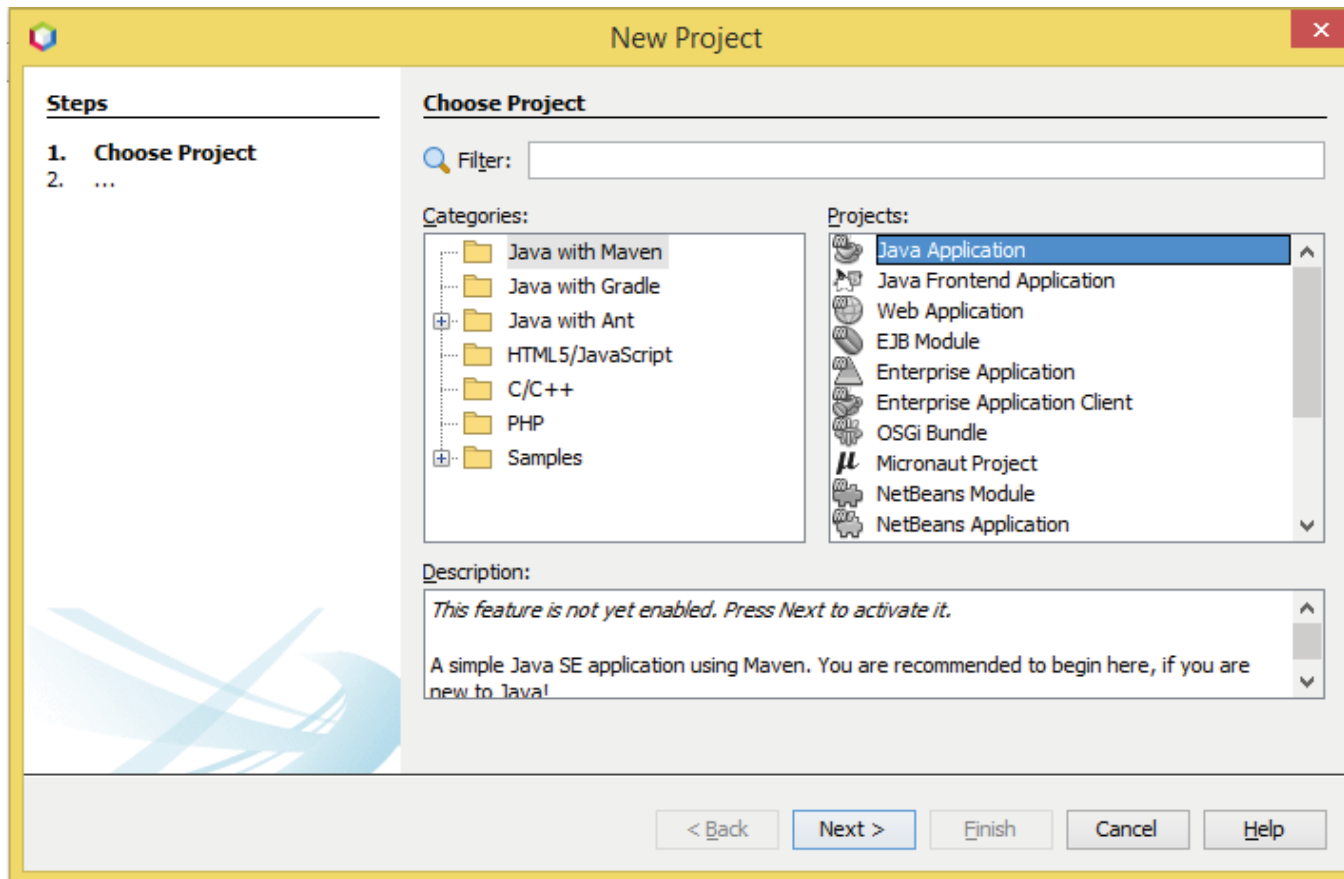 New Project
Steps
1. Choose Project
2. ...
Choose Project
Filter:
Categories:
Java with Maven
Java with Gradle
Java with Ant
HTML5/JavaScript
C/C++
PHP
Samples
Projects:
Java Application
Java Frontend Application
Web Application
EJB Module
Enterprise Application
Enterprise Application Client
OSGi Bundle
Micronaut Project
NetBeans Module
NetBeans Application
Description:
This feature is not yet enabled. Press Next to activate it.
A simple Java SE application using Maven. You are recommended to begin here, if you are
new to Java!
< Back
Next >
Finish
Cancel
Help